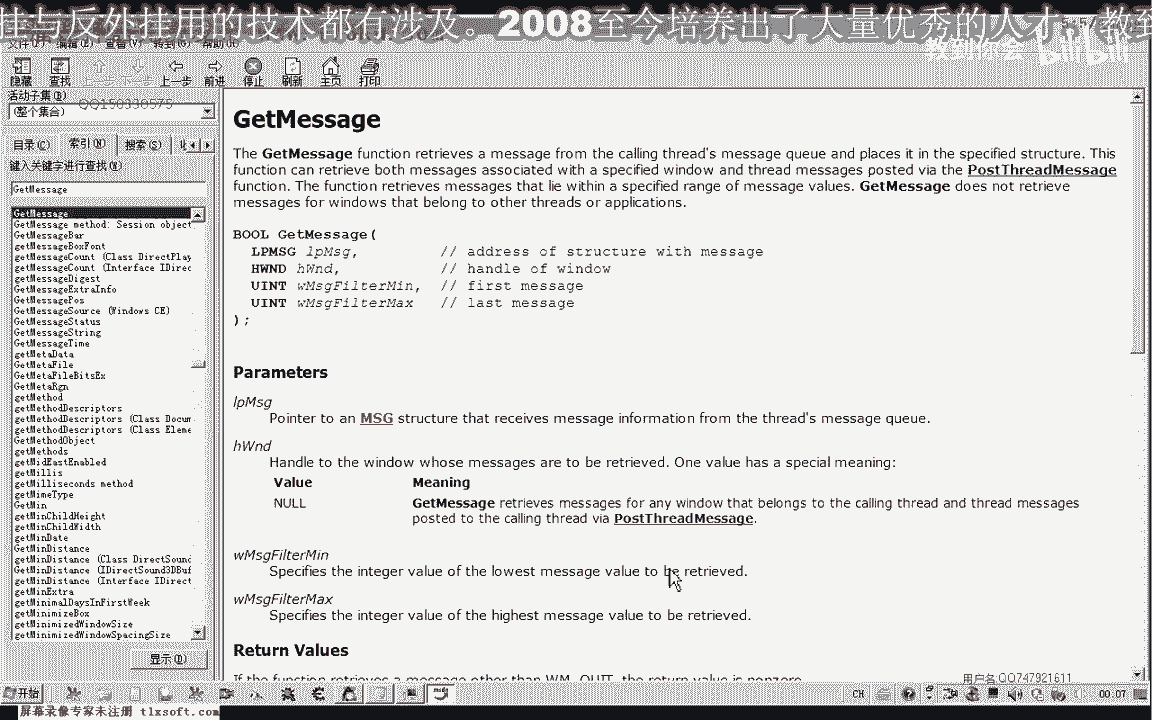 挂与反外挂用的技术都有涉及。2008至今培养出了大量优秀的人才。教到
文件(F) 编辑(E) 查看(V) 转到(G) 帮助(H)
教到你会 bilibili
隐藏 查找 上一步 下一步 上一步 前进 停止 刷新 主页 打印
活动子集(B)
QQ150330575
(整个集合)
目录(C) 索引(N) 搜索(S)
键入关键字进行查找(W)
GetMessage
GetMessage
GetMessage method: Session object
getMessageBar
getMessageBoxFont
getMessageCount (Class DirectPlay
getMessageCount (Interface IDirec
getMessageDigest
GetMessageExtraInfo
GetMessagePos
GetMessageSource (Windows CE)
GetMessageStatus
GetMessageString
GetMessageTime
getMetaData
GetMetaFile
GetMetaFileBitsEx
GetMetaRgn
getMethod
getMethodDescriptors
getMethodDescriptors (Class Docum
getMethodDescriptors (Class Eleme
GetMethodObject
getMethods
getMidEastEnabled
getMillis
getMilliseconds method
getMimeType
GetMin
getMinChildHeight
getMinChildWidth
getMinDate
GetMinDistance
getMinDistance (Class DirectSound
getMinDistance (IDirectSound3DBuf
getMinDistance (Interface IDirect
getMinExtra
getMinimalDaysInFirstWeek
getMinimizeBox
getMinimizedWindowSize
getMinimizedWindowSpacingSize
显示(D)
GetMessage
The GetMessage function retrieves a message from the calling thread's message queue and places it in the specified structure. This
function can retrieve both messages associated with a specified window and thread messages posted via the PostThreadMessage
function. The function retrieves messages that lie within a specified range of message values. GetMessage does not retrieve
messages for windows that belong to other threads or applications.
BOOL GetMessage(
LPMSG lpMsg, // address of structure with message
HWND hWnd, // handle of window
UINT wMsgFilterMin, // first message
UINT wMsgFilterMax // last message
);
Parameters
lpMsg
Pointer to an MSG structure that receives message information from the thread's message queue.
hWnd
Handle to the window whose messages are to be retrieved. One value has a special meaning:
Value Meaning
NULL GetMessage retrieves messages for any window that belongs to the calling thread and thread messages
posted to the calling thread via PostThreadMessage.
wMsgFilterMin
Specifies the integer value of the lowest message value to be retrieved.
wMsgFilterMax
Specifies the integer value of the highest message value to be retrieved.
Return Values
If the function retrieves a message other than WM_QUIT, the return value is nonzero.
用户名:QQ747921611
开始 CH 00:07
屏幕录像专家未注册 tlxsoft.com